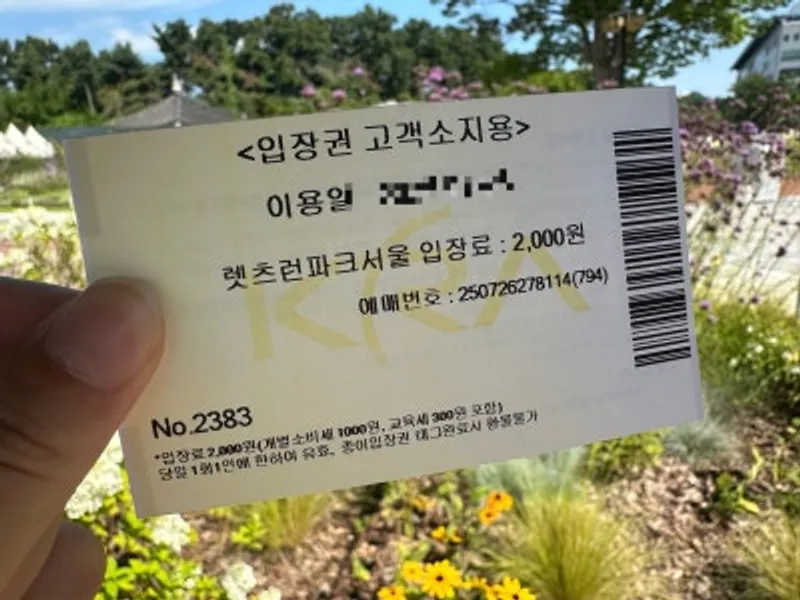 <입장권 고객소지용>
이용일
렛츠런파크서울 입장료 : 2,000원
예매번호 : 250726278114(794)
KRA
No.2383
*입장료2,000원(개별소비세 1000원, 교육세 300원 포함)
당일 1회1인에 한하여 유효, 종이입장권 태그완료시 환불불가